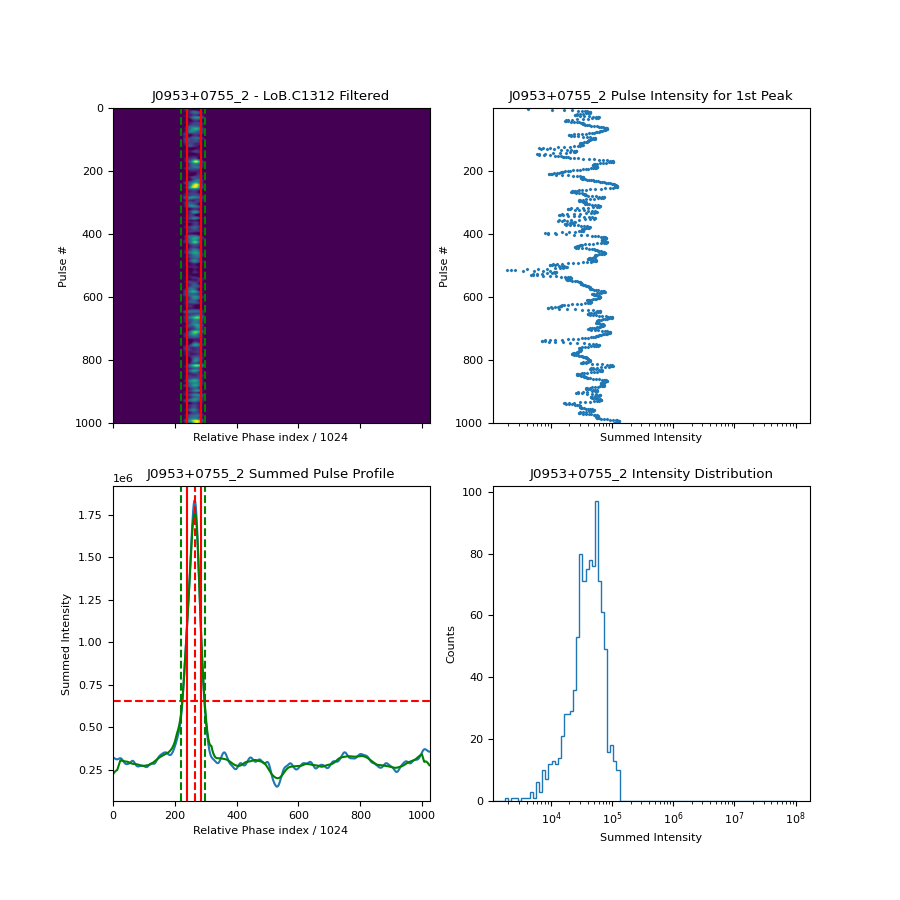 J0953+0755_2 - LoB.C1312 Filtered
0
200
400
600
800
1000
Pulse #
Relative Phase index / 1024
J0953+0755_2 Pulse Intensity for 1st Peak
200
400
600
800
1000
Pulse #
Summed Intensity
J0953+0755_2 Summed Pulse Profile
1e6
1.75
1.50
1.25
1.00
0.75
0.50
0.25
Summed Intensity
0 200 400 600 800 1000
Relative Phase index / 1024
J0953+0755_2 Intensity Distribution
100
80
60
40
20
0
Counts
10⁴ 10⁵ 10⁶ 10⁷ 10⁸
Summed Intensity